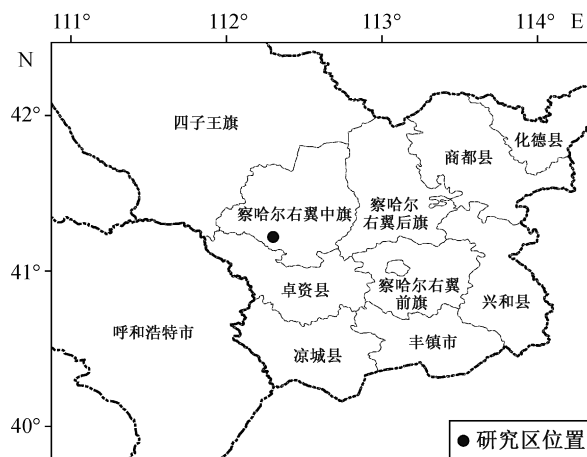 111°
112°
113°
114° E
N
42°
41°
40°
四子王旗
化德县
商都县
察哈尔右翼中旗
察哈尔
右翼后旗
卓资县
察哈尔右翼
前旗
兴和县
呼和浩特市
凉城县
丰镇市
研究区位置